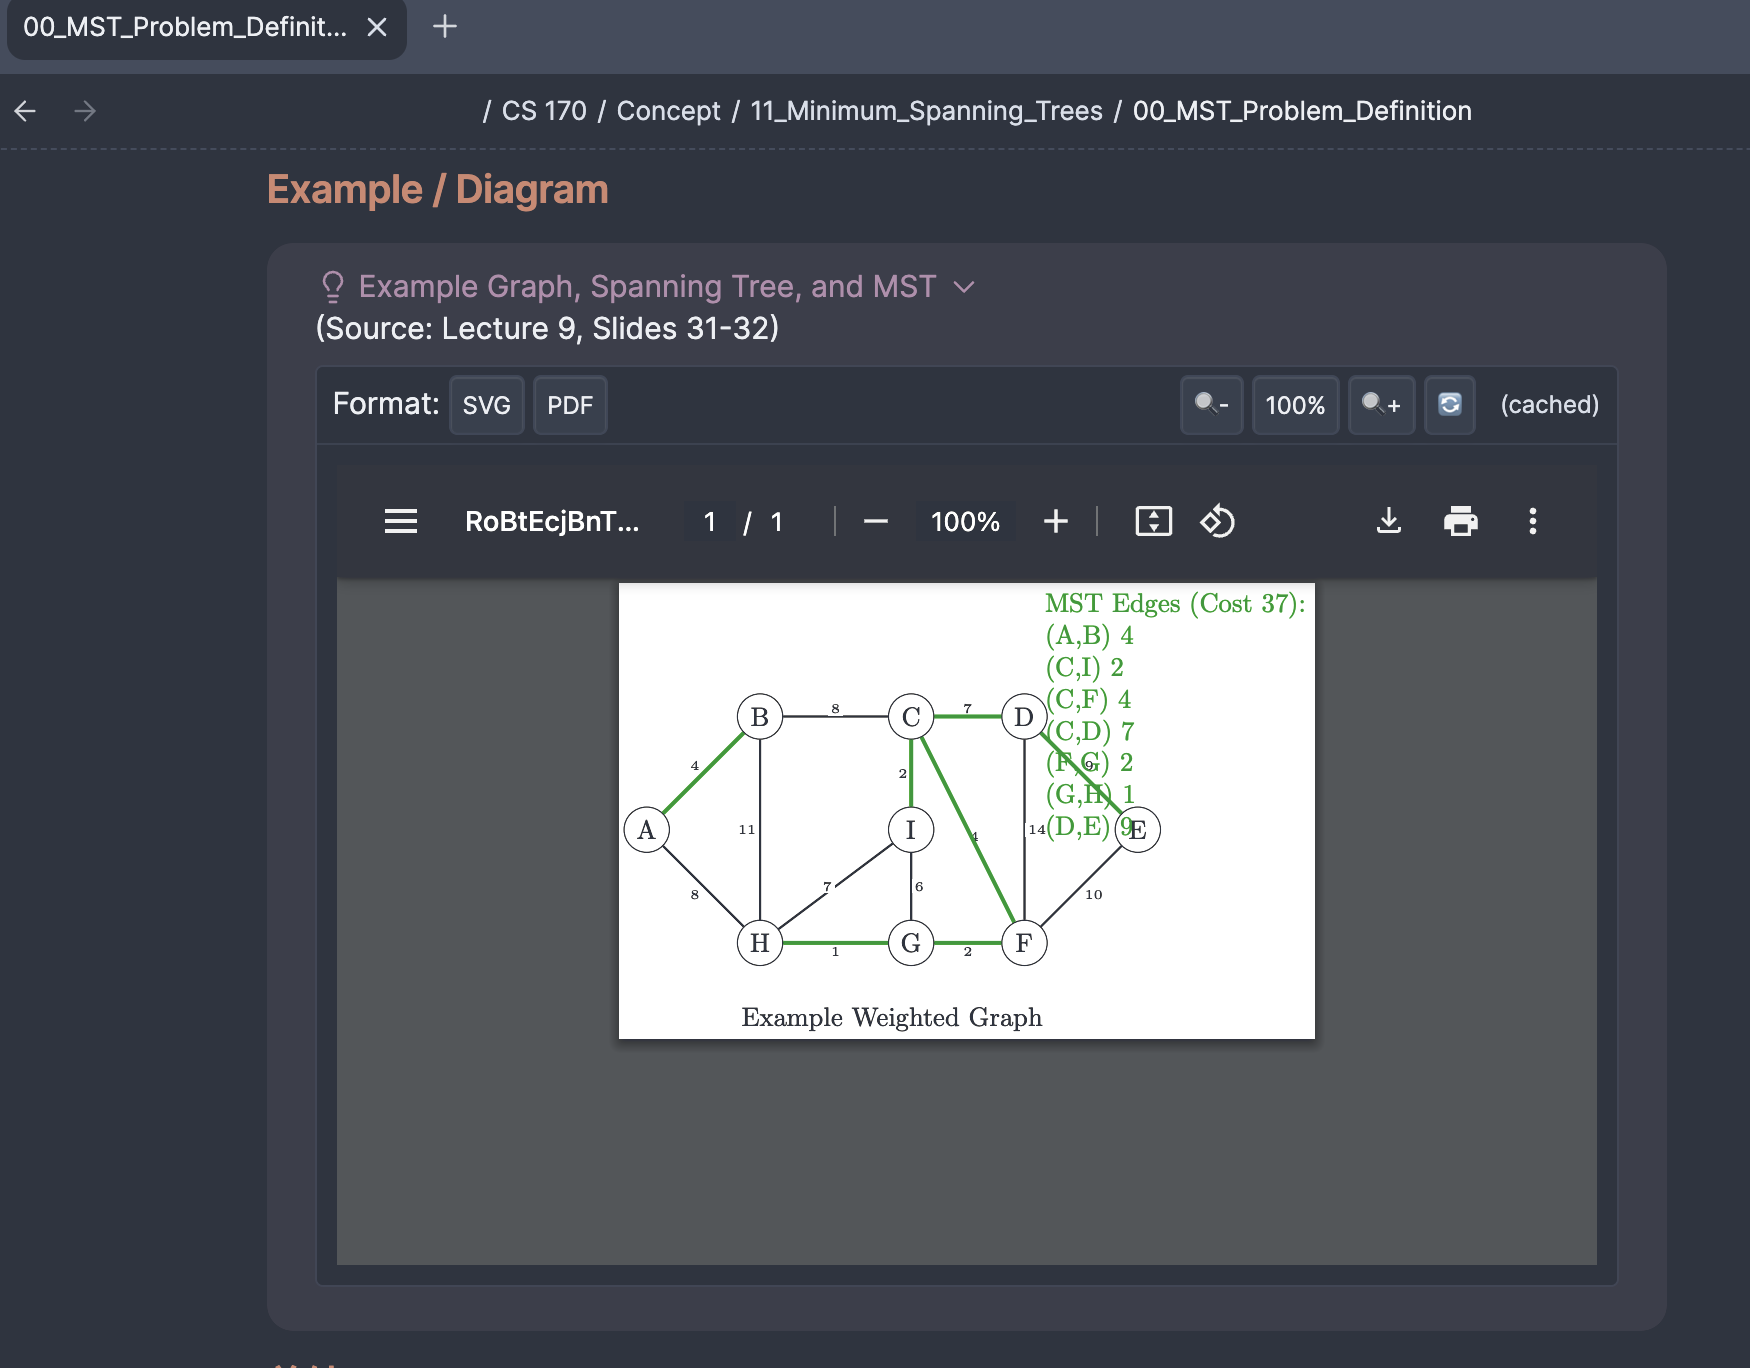 00_MST_Problem_Definit...
/ CS 170 / Concept / 11_Minimum_Spanning_Trees / 00_MST_Problem_Definition
Example / Diagram
Example Graph, Spanning Tree, and MST
(Source: Lecture 9, Slides 31-32)
Format: SVG PDF - 100% + (cached)
RoBtEcjBnT... 1 / 1 100%
MST Edges (Cost 37):
(A,B) 4
(C,I) 2
(C,F) 4
(C,D) 7
(F,G) 2
(G,H) 1
(D,E) 9
B 8 C 7 D
4 2 9
A 11 I 4 14 E
8 7 6 10
H 1 G 2 F
Example Weighted Graph